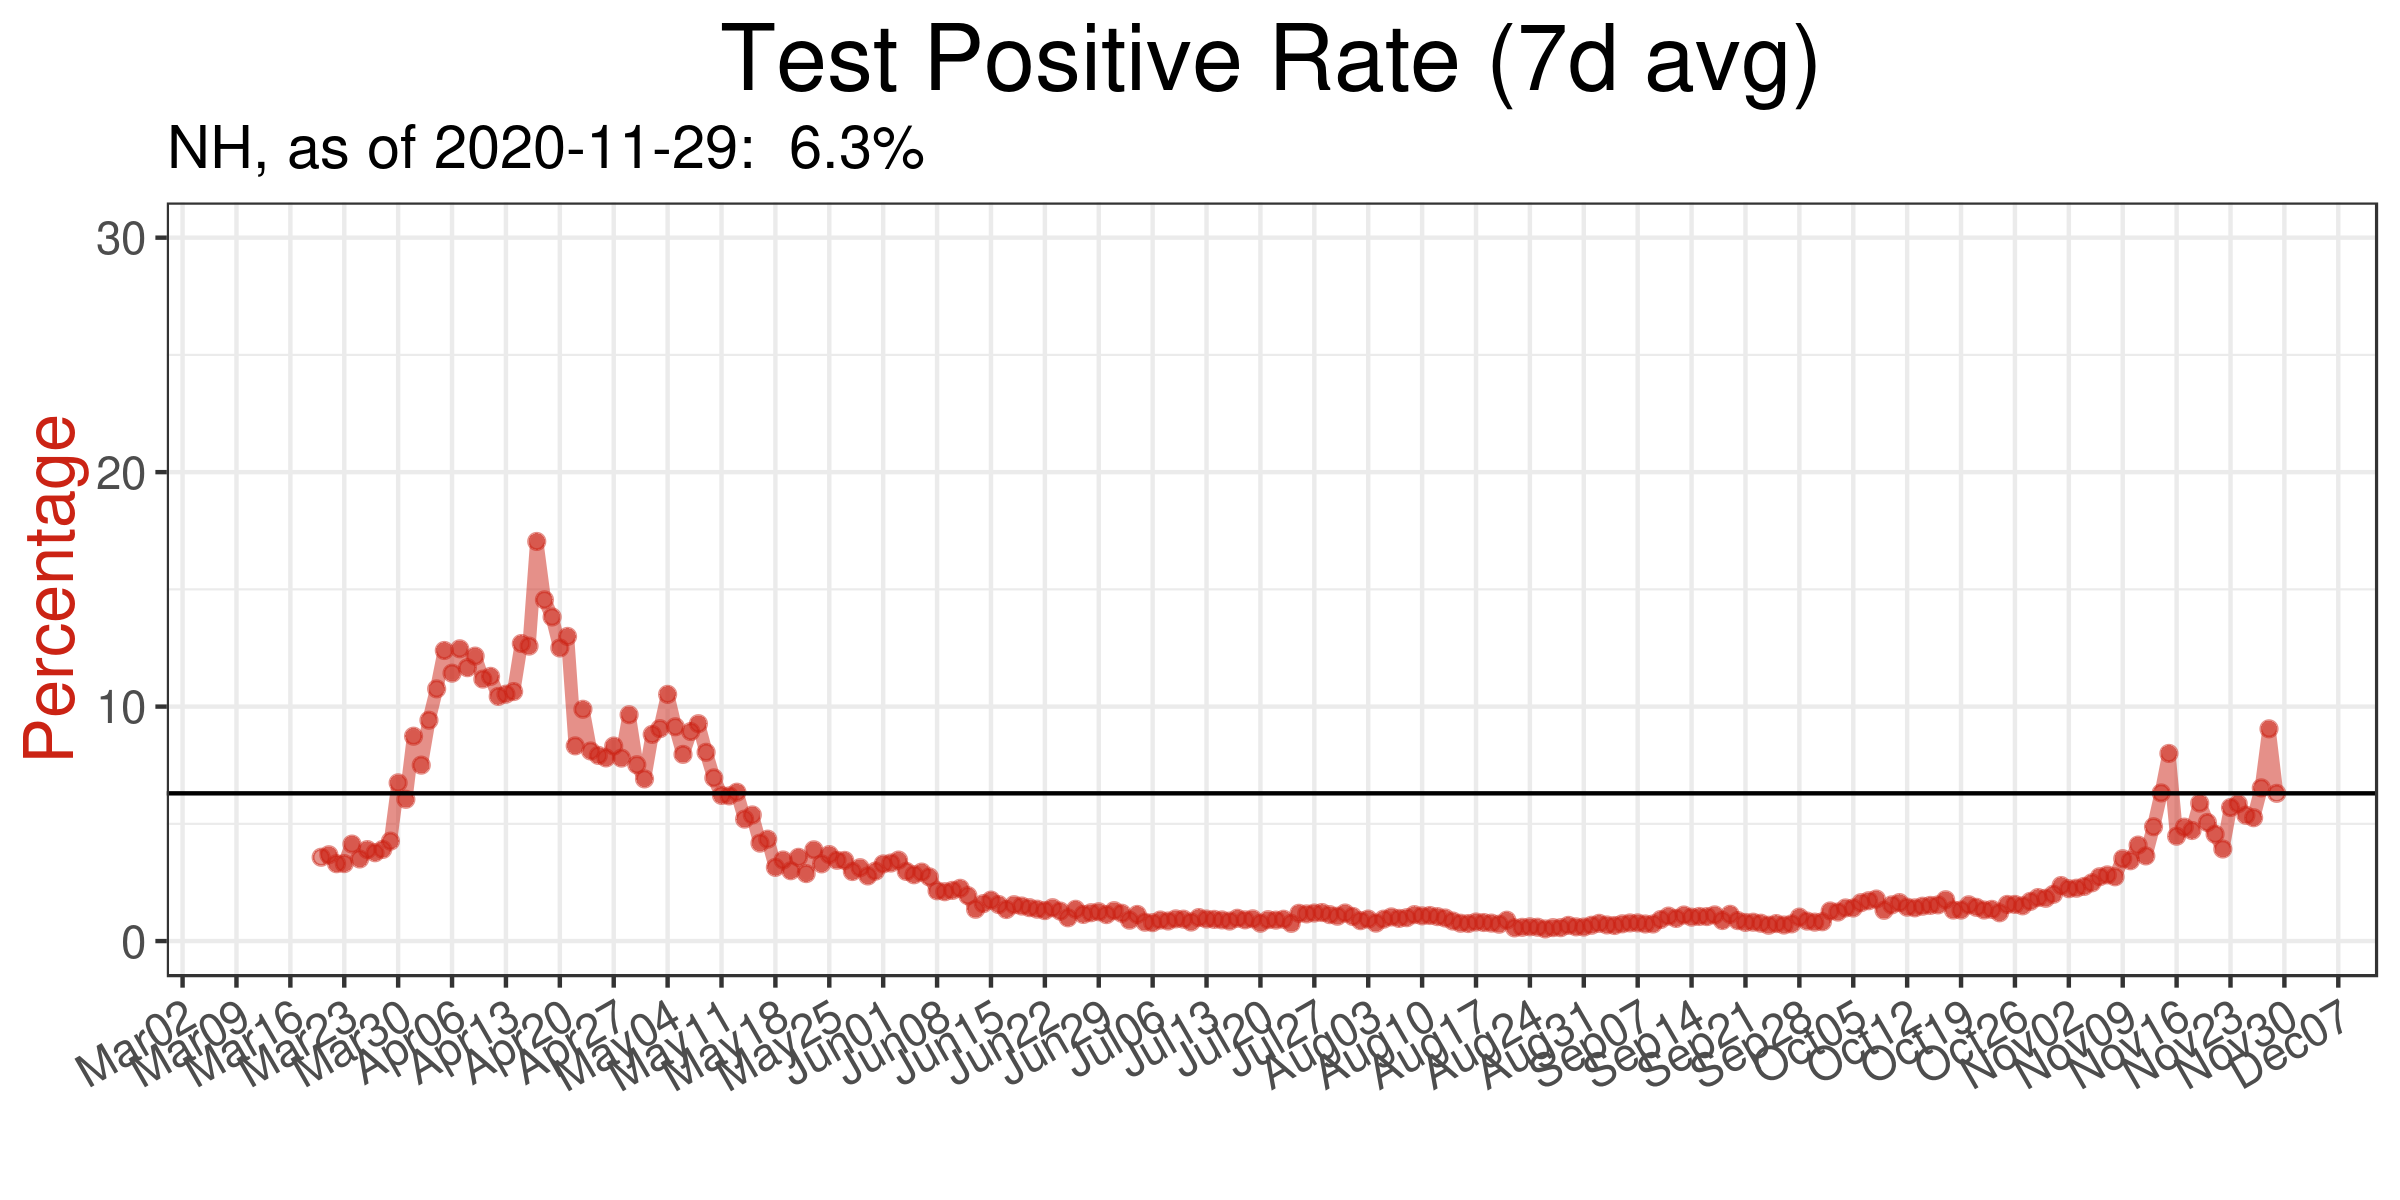 Test Positive Rate (7d avg)
NH, as of 2020-11-29:  6.3%
Percentage
30
20
10
0
Mar02
Mar09
Mar16
Mar23
Mar30
Apr06
Apr13
Apr20
Apr27
May04
May11
May18
May25
Jun01
Jun08
Jun15
Jun22
Jun29
Jul06
Jul13
Jul20
Jul27
Aug03
Aug10
Aug17
Aug24
Aug31
Sep07
Sep14
Sep21
Sep28
Oct05
Oct12
Oct19
Oct26
Nov02
Nov09
Nov16
Nov23
Nov30
Dec07